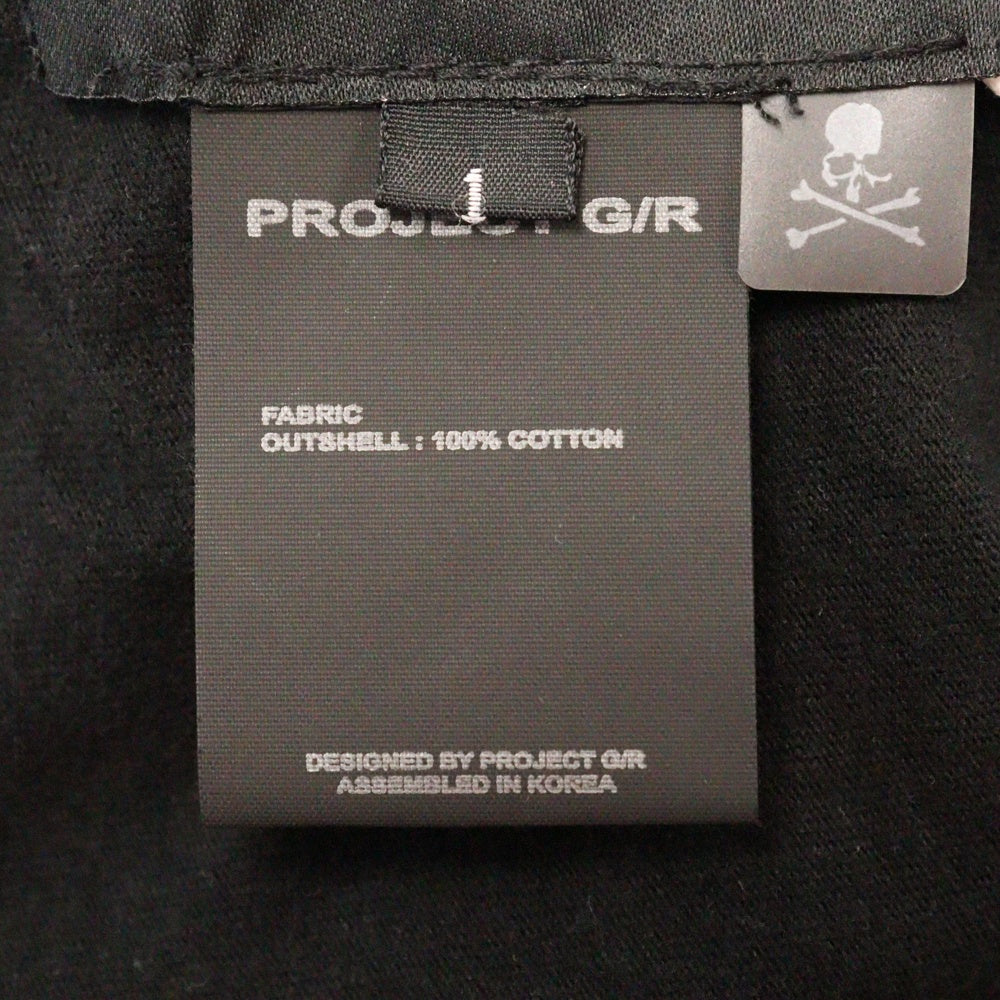 1
PROJECT G/R
FABRIC
OUTSHELL : 100% COTTON
DESIGNED BY PROJECT G/R
ASSEMBLED IN KOREA